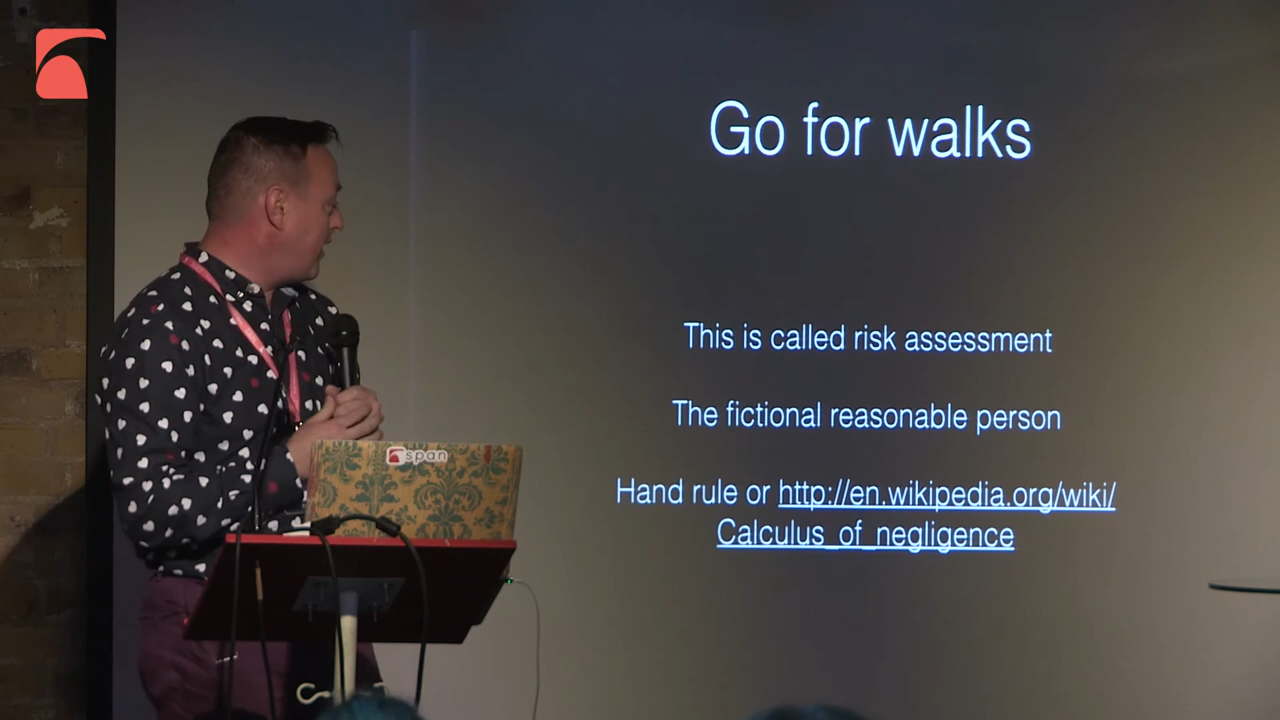 Go for walks
This is called risk assessment
The fictional reasonable person
Hand rule or http://en.wikipedia.org/wiki/
Calculus_of_negligence
span